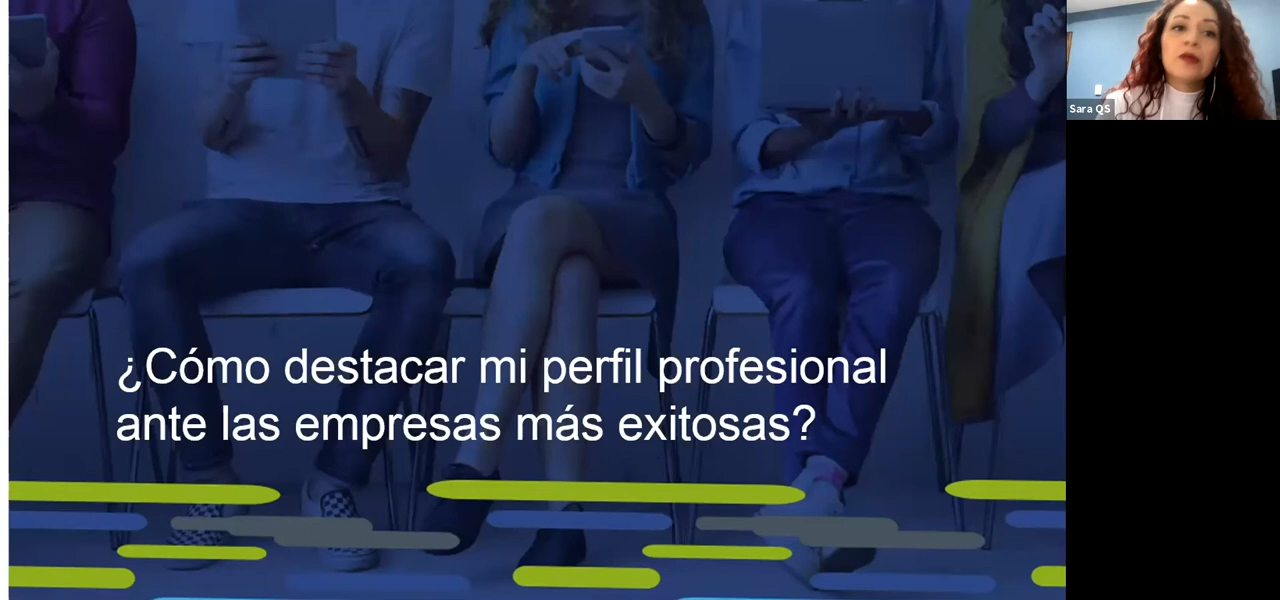 Sara QS
¿Cómo destacar mi perfil profesional
ante las empresas más exitosas?